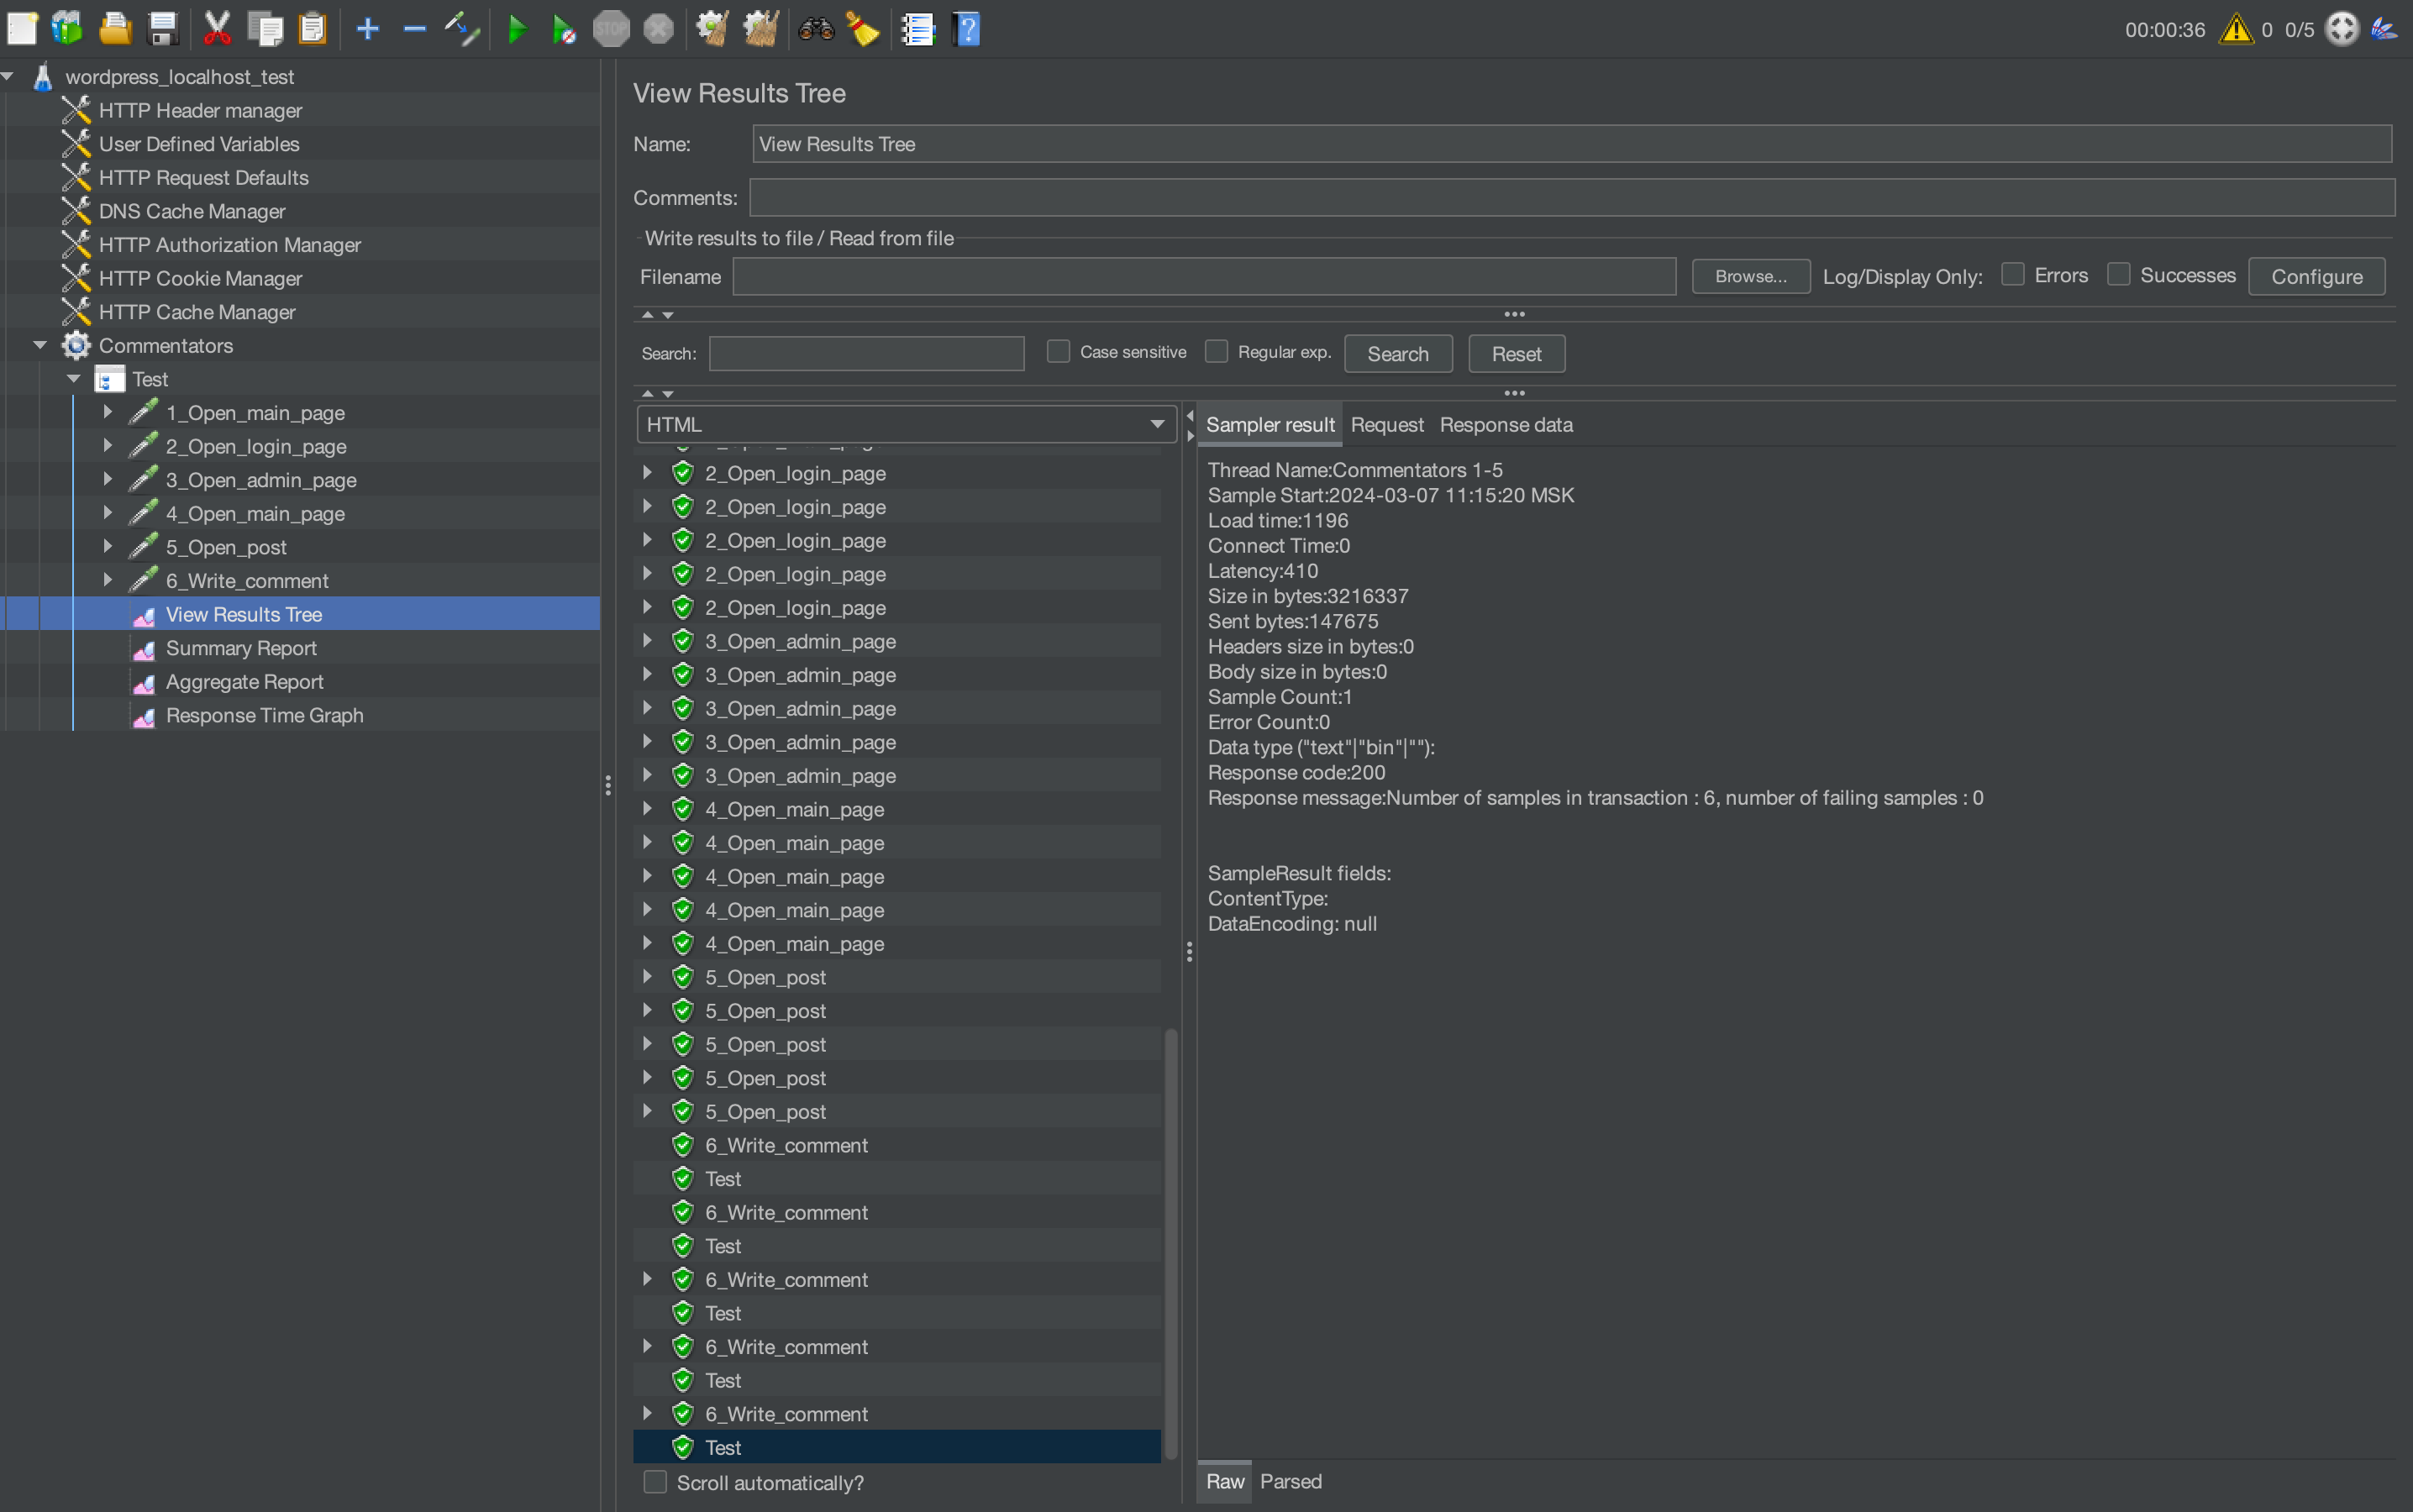 STOP
00:00:36
0
0/5
wordpress_localhost_test
HTTP Header manager
User Defined Variables
HTTP Request Defaults
DNS Cache Manager
HTTP Authorization Manager
HTTP Cookie Manager
HTTP Cache Manager
Commentators
Test
1_Open_main_page
2_Open_login_page
3_Open_admin_page
4_Open_main_page
5_Open_post
6_Write_comment
View Results Tree
Summary Report
Aggregate Report
Response Time Graph
View Results Tree
Name: View Results Tree
Comments:
Write results to file / Read from file
Filename Browse... Log/Display Only: Errors Successes Configure
Search: Case sensitive Regular exp. Search Reset
HTML
2_Open_login_page
2_Open_login_page
2_Open_login_page
2_Open_login_page
2_Open_login_page
3_Open_admin_page
3_Open_admin_page
3_Open_admin_page
3_Open_admin_page
3_Open_admin_page
4_Open_main_page
4_Open_main_page
4_Open_main_page
4_Open_main_page
4_Open_main_page
5_Open_post
5_Open_post
5_Open_post
5_Open_post
5_Open_post
6_Write_comment
Test
6_Write_comment
Test
6_Write_comment
Test
6_Write_comment
Test
6_Write_comment
Test
Scroll automatically?
Sampler result Request Response data
Thread Name:Commentators 1-5
Sample Start:2024-03-07 11:15:20 MSK
Load time:1196
Connect Time:0
Latency:410
Size in bytes:3216337
Sent bytes:147675
Headers size in bytes:0
Body size in bytes:0
Sample Count:1
Error Count:0
Data type ("text"|"bin"|""):
Response code:200
Response message:Number of samples in transaction : 6, number of failing samples : 0
SampleResult fields:
ContentType:
DataEncoding: null
Raw Parsed